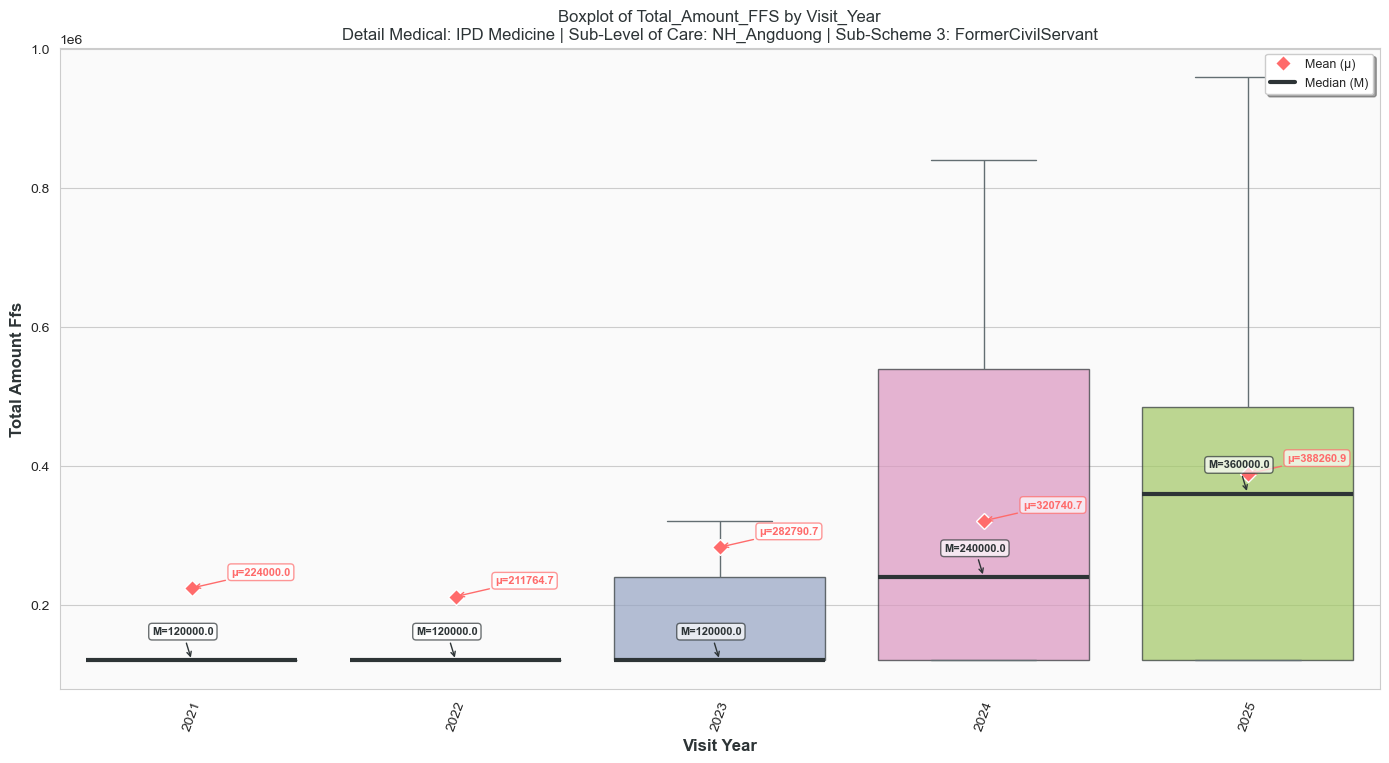 Boxplot of Total_Amount_FFS by Visit_Year
Detail Medical: IPD Medicine | Sub-Level of Care: NH_Angduong | Sub-Scheme 3: FormerCivilServant
1e6
Mean (μ)
Median (M)
1.0
0.8
0.6
0.4
0.2
Total Amount Ffs
μ=224000.0
M=120000.0
μ=211764.7
M=120000.0
μ=282790.7
M=120000.0
μ=320740.7
M=240000.0
μ=388260.9
M=360000.0
2021
2022
2023
2024
2025
Visit Year